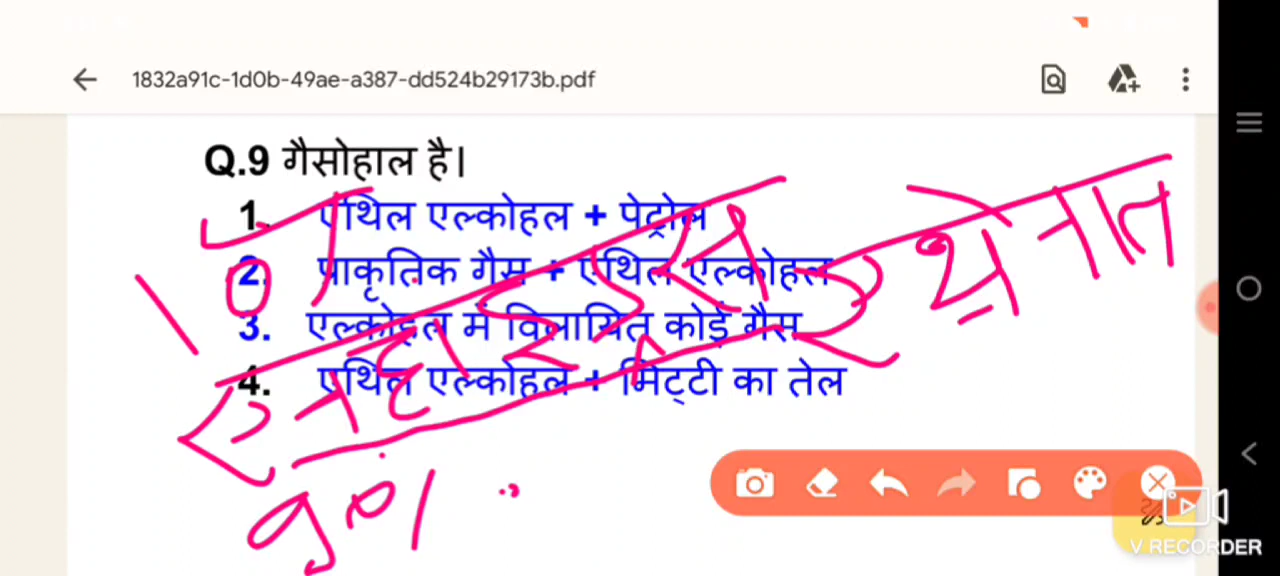 1832a91c-1d0b-49ae-a387-dd524b29173b.pdf
Q.9 गैसोहाल है।
1. एथिल एल्कोहल + पेट्रोल
2. प्राकृतिक गैस + एथिल एल्कोहल
3. एल्कोहल में विलायित कोई गैस
4. एथिल एल्कोहल + मिट्टी का तेल
90%
V RECORDER